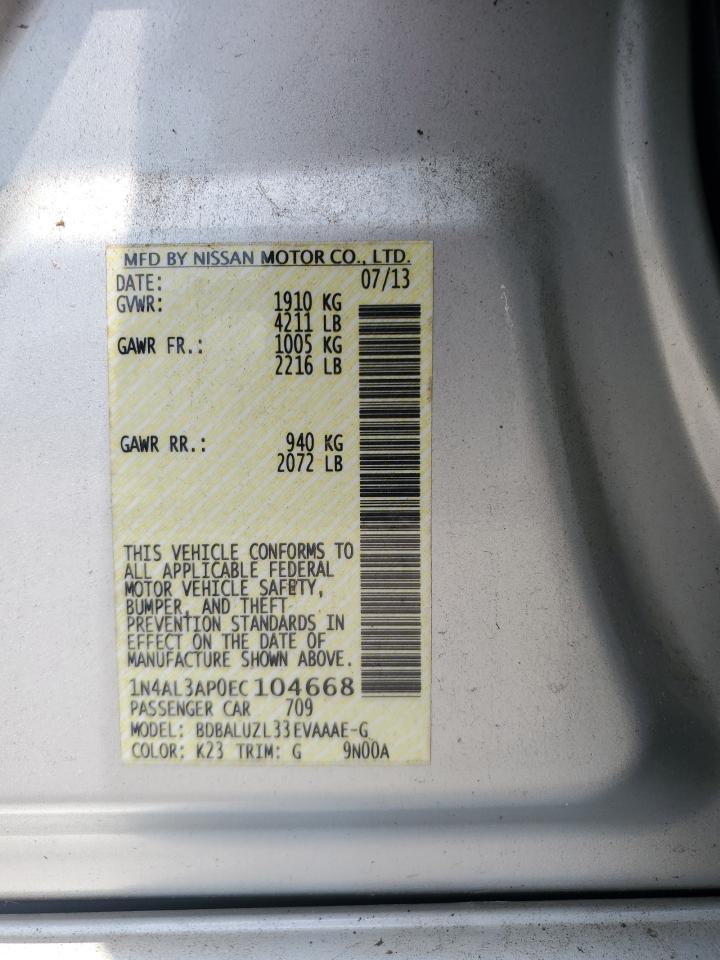 MFD BY NISSAN MOTOR CO., LTD.
DATE: 07/13
GVWR: 1910 KG
4211 LB
GAWR FR.: 1005 KG
2216 LB
GAWR RR.: 940 KG
2072 LB
THIS VEHICLE CONFORMS TO
ALL APPLICABLE FEDERAL
MOTOR VEHICLE SAFETY,
BUMPER, AND THEFT
PREVENTION STANDARDS IN
EFFECT ON THE DATE OF
MANUFACTURE SHOWN ABOVE.
1N4AL3AP0EC104668
PASSENGER CAR 709
MODEL: BDBALUZL33EVAAAE-G
COLOR: K23 TRIM: G 9N00A